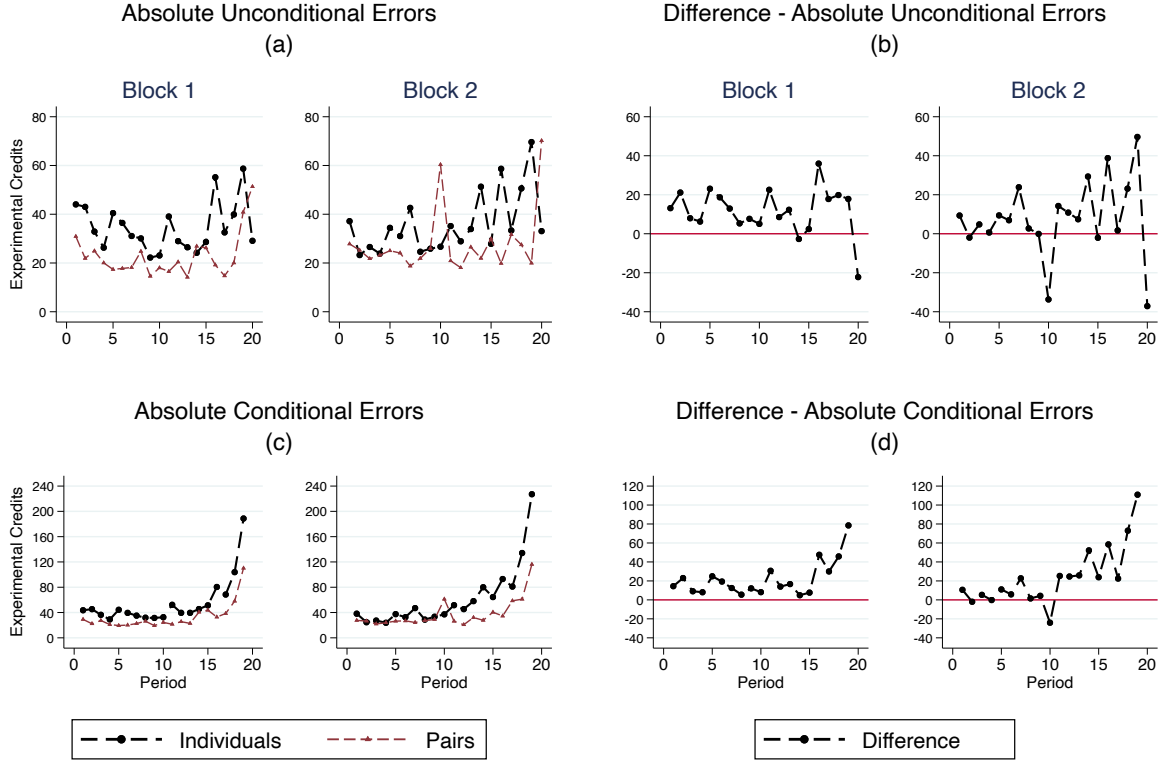 Absolute Unconditional Errors
(a)
Difference - Absolute Unconditional Errors
(b)
Block 1
Block 2
Block 1
Block 2
Experimental Credits
80
60
40
20
0
0 5 10 15 20
80
60
40
20
0
0 5 10 15 20
60
40
20
0
-20
-40
0 5 10 15 20
60
40
20
0
-20
-40
0 5 10 15 20
Absolute Conditional Errors
(c)
Difference - Absolute Conditional Errors
(d)
Experimental Credits
240
200
160
120
80
40
0
0 5 10 15 20
Period
240
200
160
120
80
40
0
0 5 10 15 20
Period
120
100
80
60
40
20
0
-20
-40
0 5 10 15 20
Period
120
100
80
60
40
20
0
-20
-40
0 5 10 15 20
Period
Individuals
Pairs
Difference